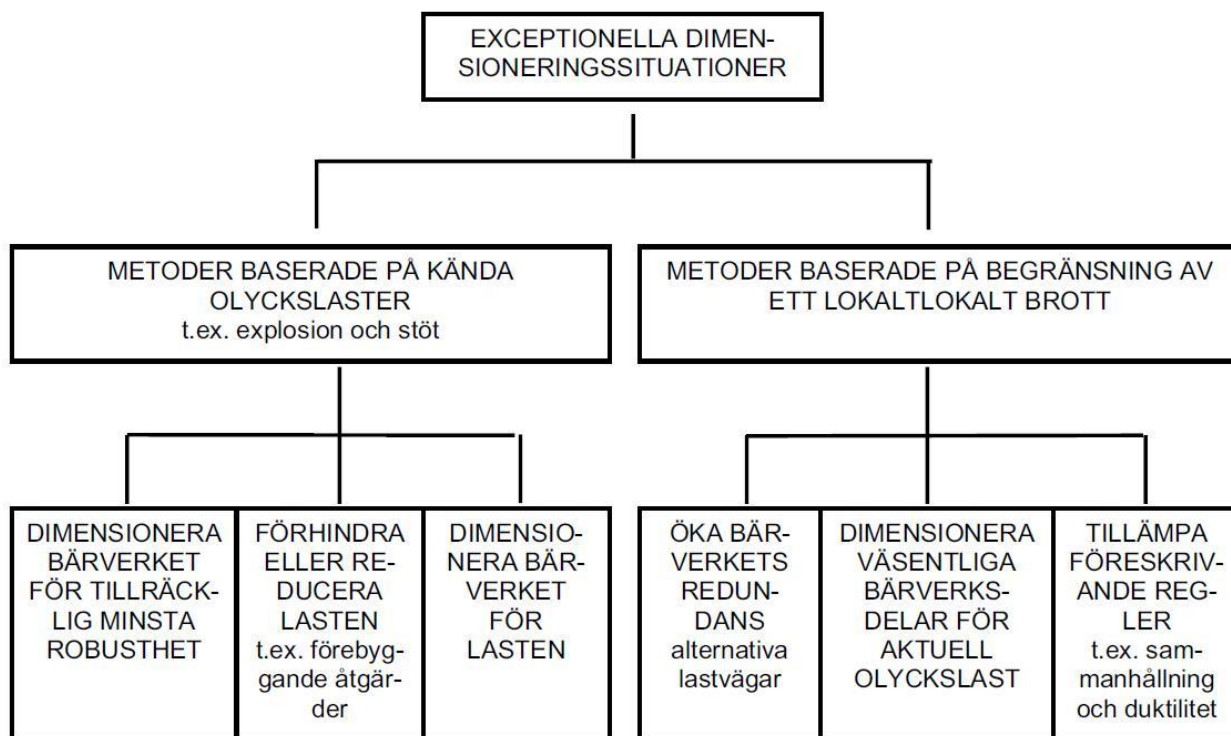 EXCEPTIONELLA DIMEN-
SIONERINGSSITUATIONER
METODER BASERADE PÅ KÄNDA
OLYCKSLASTER
t.ex. explosion och stöt
METODER BASERADE PÅ BEGRÄNSNING AV
ETT LOKALTLOKALT BROTT
DIMENSIONERA
BÄRVERKET
FÖR TILLRÄCK-
LIG MINSTA
ROBUSTHET
FÖRHINDRA
ELLER RE-
DUCERA
LASTEN
t.ex. förebyg-
gande åtgär-
der
DIMENSIO-
NERA BÄR-
VERKET
FÖR
LASTEN
ÖKA BÄR-
VERKETS
REDUN-
DANS
alternativa
lastvägar
DIMENSIONERA
VÄSENTLIGA
BÄRVERKS-
DELAR FÖR
AKTUELL
OLYCKSLAST
TILLÄMPA
FÖRESKRIV-
ANDE REG-
LER
t.ex. sam-
manhållning
och duktilitet